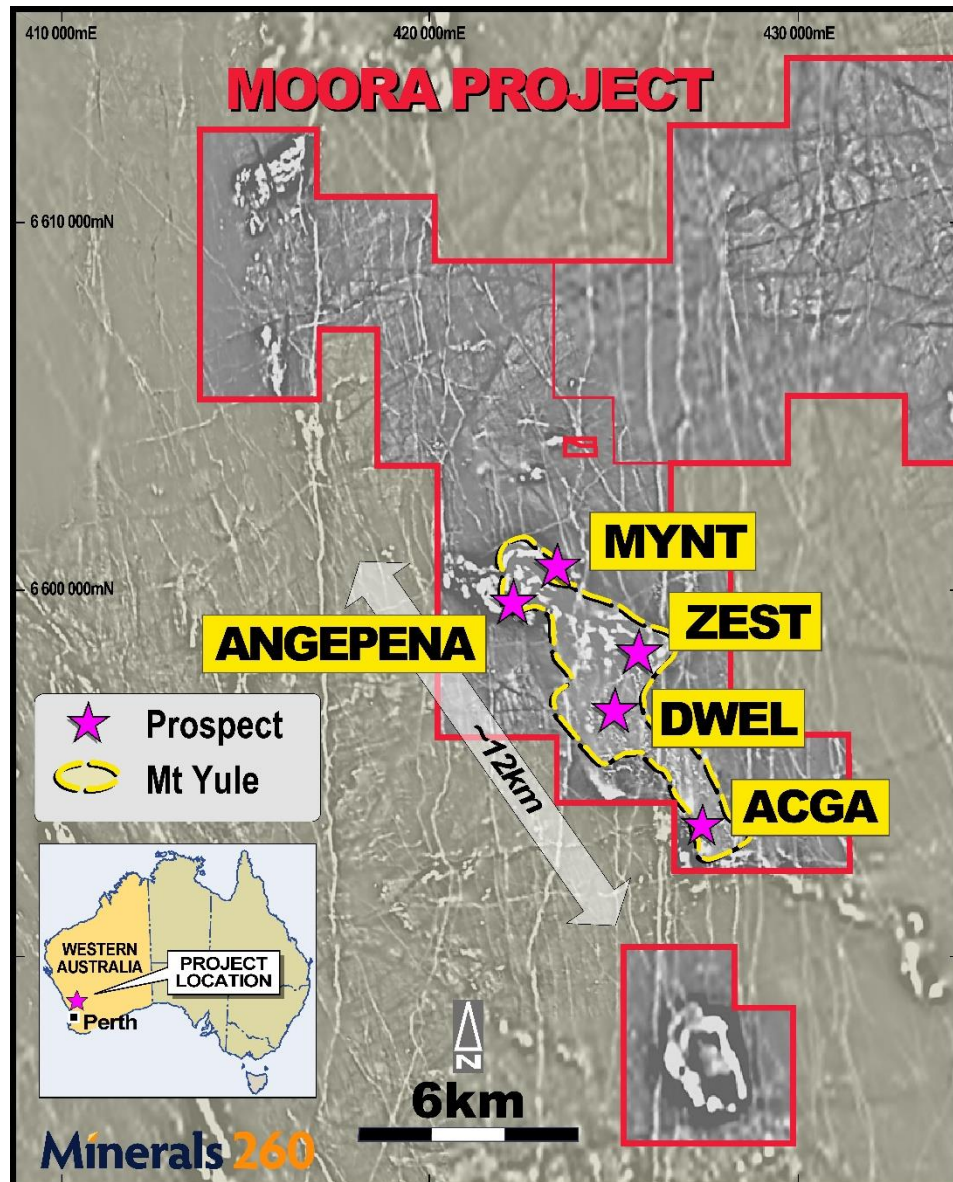 410 000mE
420 000mE
430 000mE
MOORA PROJECT
6 610 000mN
MYNT
6 600 000mN
ZEST
ANGEPENA
DWEL
Prospect
Mt Yule
~12km
ACGA
WESTERN
AUSTRALIA
PROJECT
LOCATION
Perth
N
6km
Minerals 260